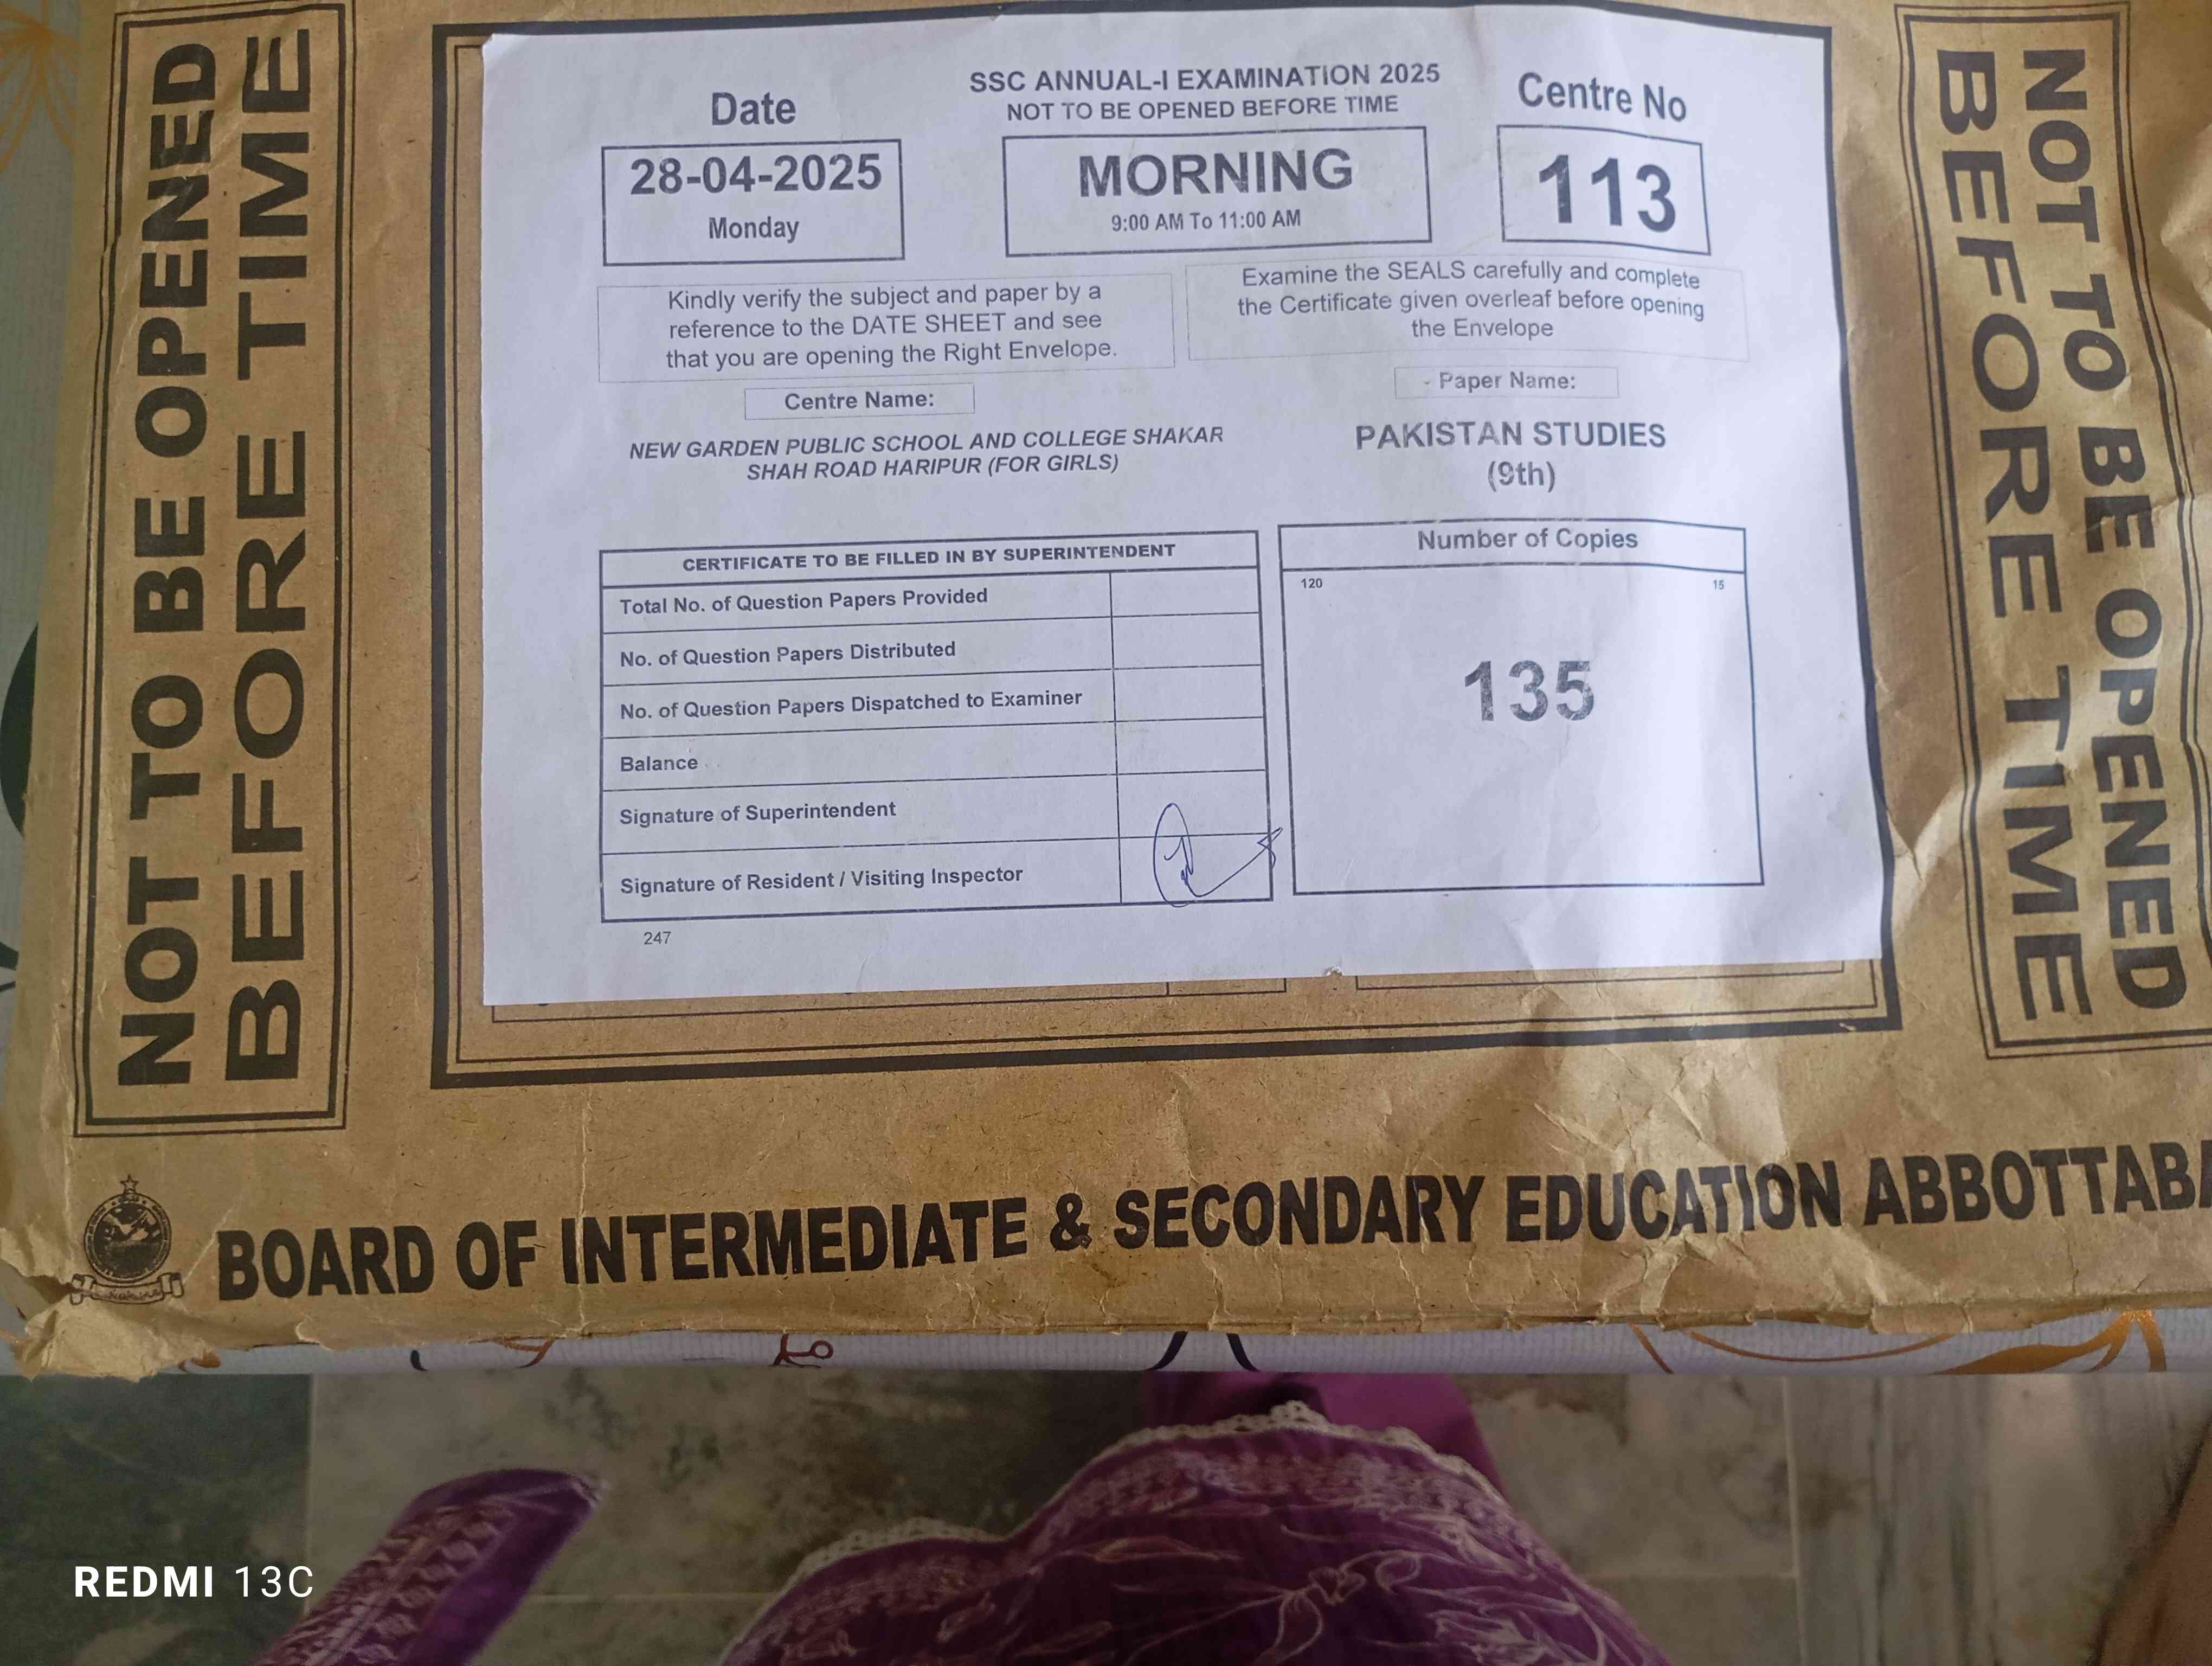 NOT TO BE OPENED
BEFORE TIME
SSC ANNUAL-I EXAMINATION 2025
NOT TO BE OPENED BEFORE TIME
Date
28-04-2025
Monday
MORNING
9:00 AM To 11:00 AM
Centre No
113
Kindly verify the subject and paper by a
reference to the DATE SHEET and see
that you are opening the Right Envelope.
Examine the SEALS carefully and complete
the Certificate given overleaf before opening
the Envelope
Centre Name:
NEW GARDEN PUBLIC SCHOOL AND COLLEGE SHAKAR
SHAH ROAD HARIPUR (FOR GIRLS)
Paper Name:
PAKISTAN STUDIES
(9th)
CERTIFICATE TO BE FILLED IN BY SUPERINTENDENT
Total No. of Question Papers Provided
No. of Question Papers Distributed
No. of Question Papers Dispatched to Examiner
Balance
Signature of Superintendent
Signature of Resident / Visiting Inspector
247
Number of Copies
120 15
135
NOT TO BE OPENED
BEFORE TIME
BOARD OF INTERMEDIATE & SECONDARY EDUCATION ABBOTTABA
REDMI 13C